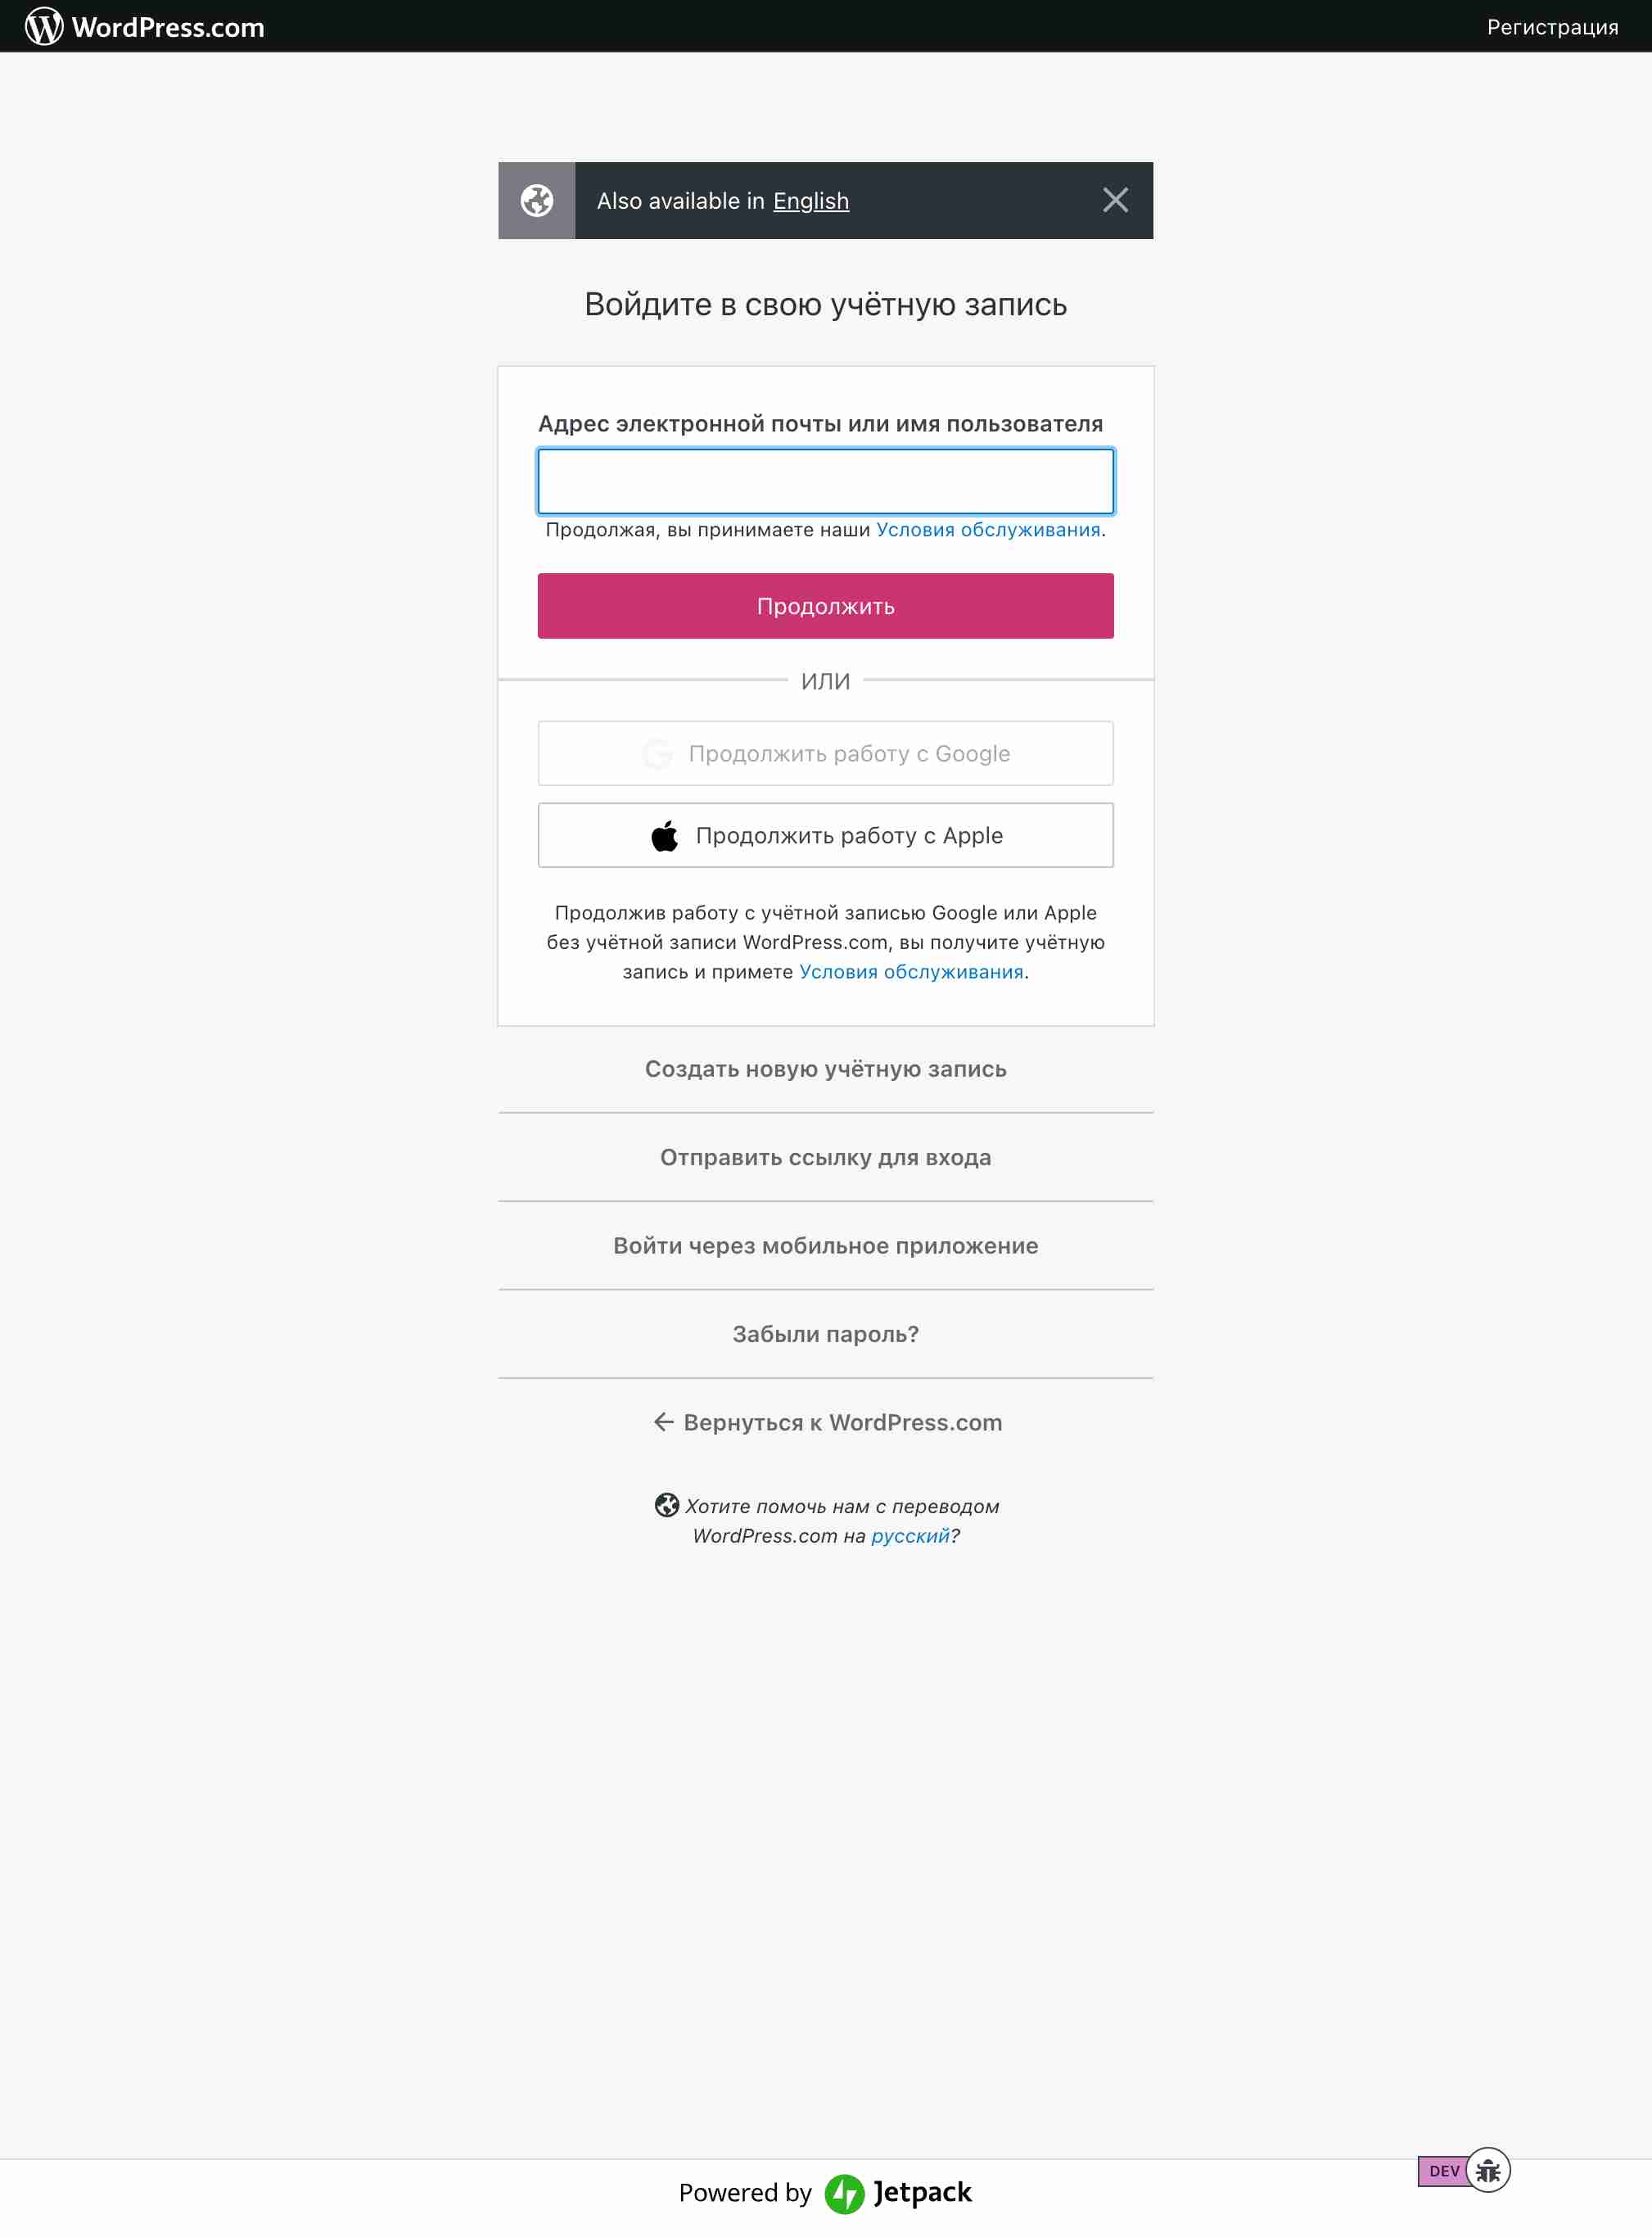 WordPress.com
Регистрация
Also available in English
Войдите в свою учётную запись
Адрес электронной почты или имя пользователя
Продолжая, вы принимаете наши Условия обслуживания.
Продолжить
ИЛИ
Продолжить работу с Google
Продолжить работу с Apple
Продолжив работу с учётной записью Google или Apple
без учётной записи WordPress.com, вы получите учётную
запись и примете Условия обслуживания.
Создать новую учётную запись
Отправить ссылку для входа
Войти через мобильное приложение
Забыли пароль?
Вернуться к WordPress.com
Хотите помочь нам с переводом
WordPress.com на русский?
DEV
Powered by Jetpack